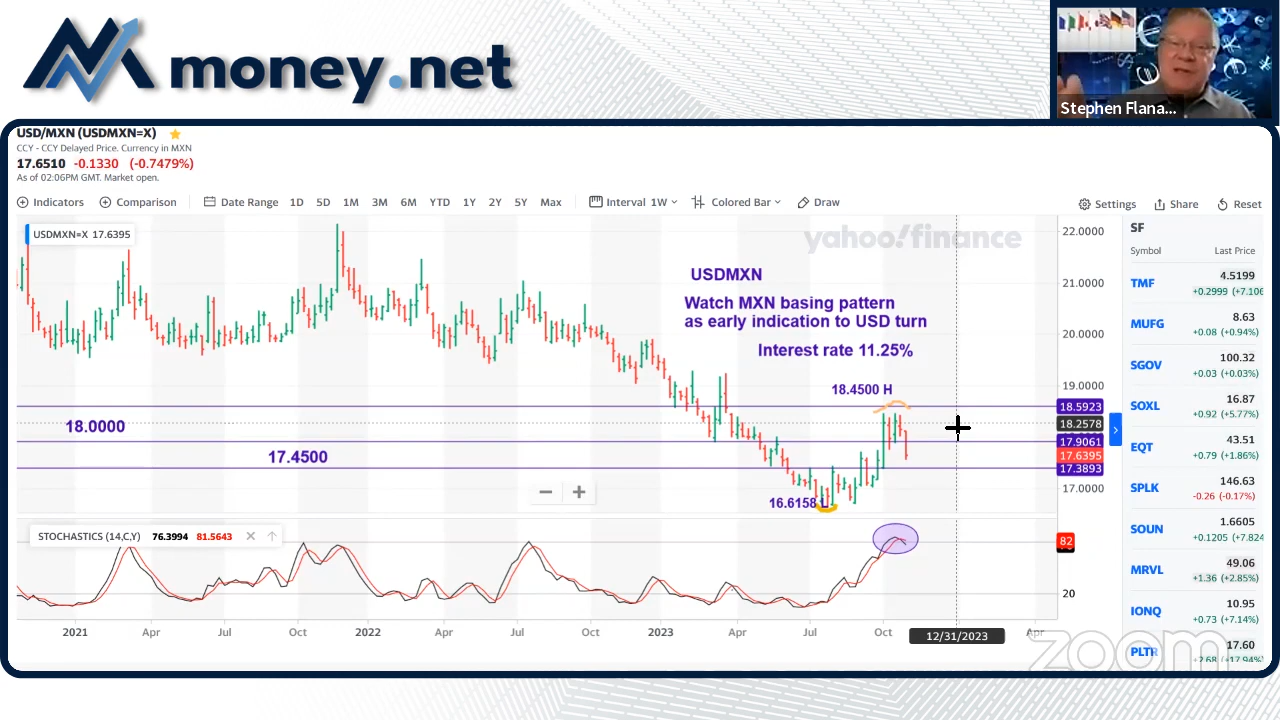 money.net
Stephen Flana...
USD/MXN (USDMXN=X)
CCY - CCY Delayed Price. Currency in MXN
17.6510 -0.1330 (-0.7479%)
As of 02:06PM GMT. Market open.
Indicators Comparison Date Range 1D 5D 1M 3M 6M YTD 1Y 2Y 5Y Max Interval 1W Colored Bar Draw Settings Share Reset
USDMXN=X 17.6395
yahoo!finance
USDMXN
Watch MXN basing pattern
as early indication to USD turn
Interest rate 11.25%
18.4500 H
18.0000
17.4500
16.6158 L
22.0000
21.0000
20.0000
19.0000
18.5923
18.2578
17.9061
17.6395
17.3893
17.0000
STOCHASTICS (14,C,Y) 76.3994 81.5643
82
20
2021 Apr Jul Oct 2022 Apr Jul Oct 2023 Apr Jul Oct 12/31/2023 Apr
SF
Symbol Last Price
TMF 4.5199
+0.2999 (+7.106
MUFG 8.63
+0.08 (+0.94%)
SGOV 100.32
+0.03 (+0.03%)
SOXL 16.87
+0.92 (+5.77%)
EQT 43.51
+0.79 (+1.86%)
SPLK 146.63
-0.26 (-0.17%)
SOUN 1.6605
+0.1205 (+7.824
MRVL 49.06
+1.36 (+2.85%)
IONQ 10.95
+0.73 (+7.14%)
PLTR 17.60
+2.68 (+17.94%)
zoom